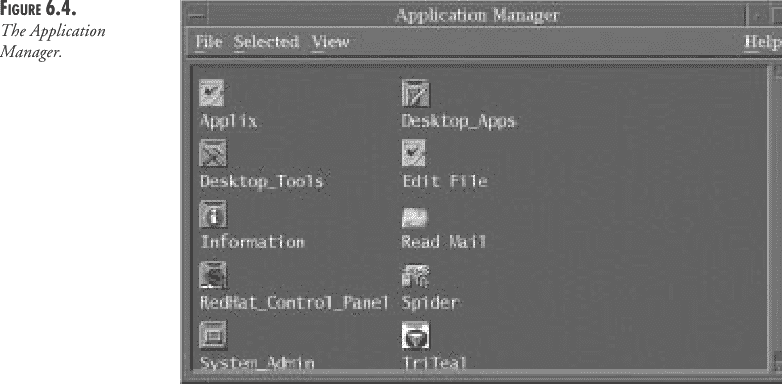 FIGURE 6.4.
The Application
Manager.
Application Manager
File Selected View Help
Applix Desktop_Apps
Desktop_Tools Edit File
Information Read Mail
RedHat_Control_Panel Spider
System_Admin TriTeal